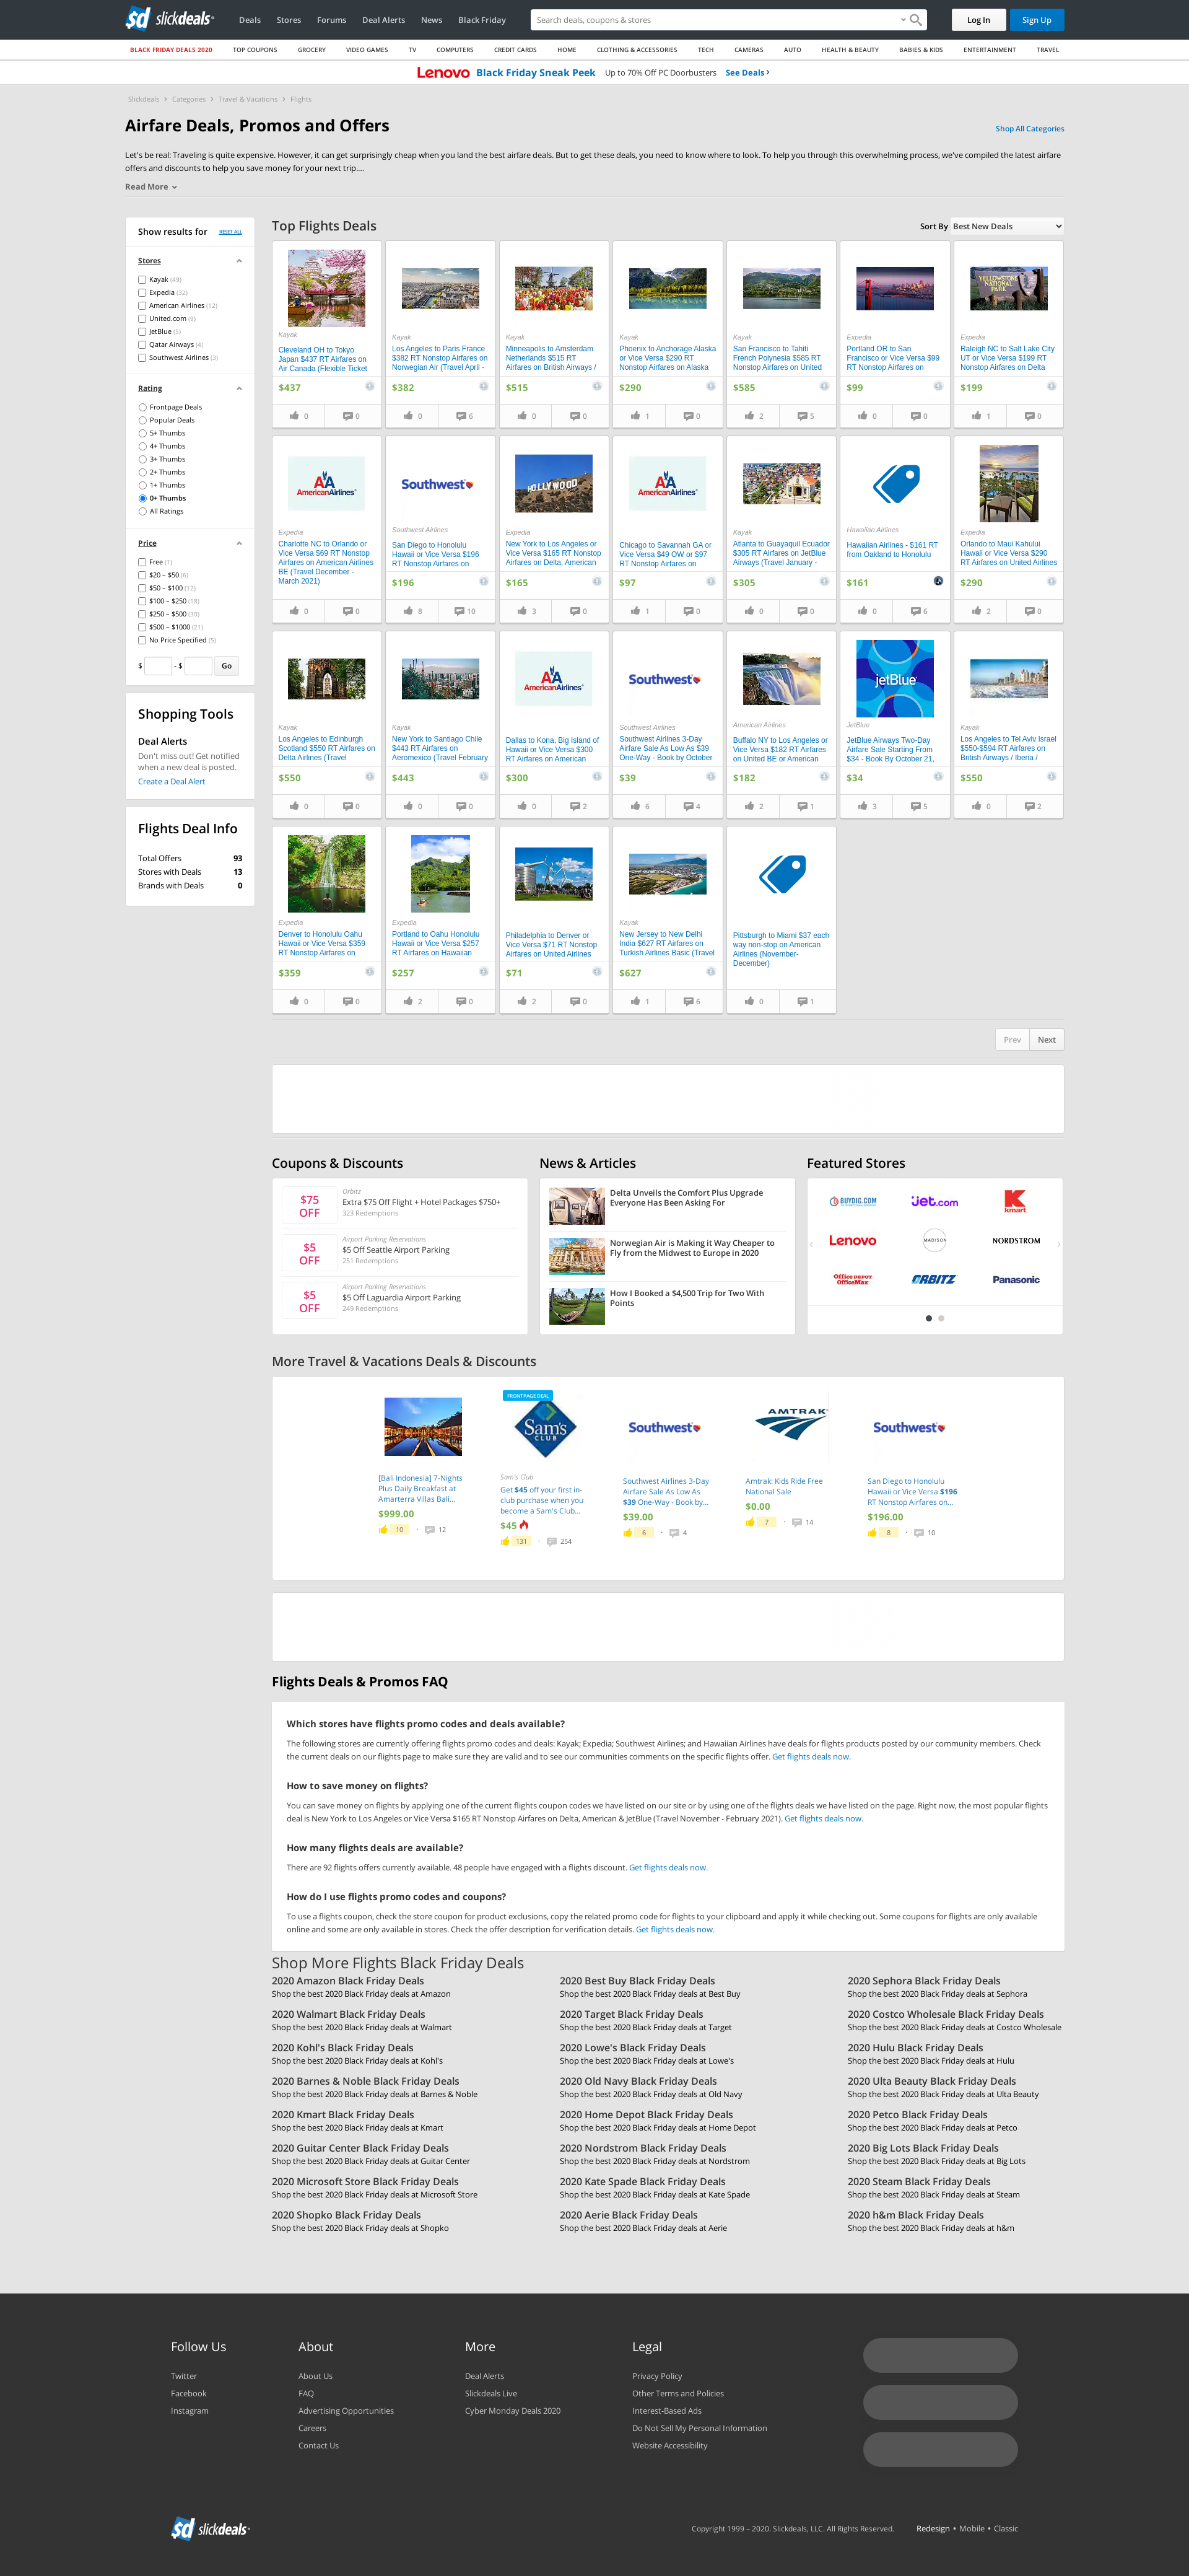 slickdeals
Deals Stores Forums Deal Alerts News Black Friday
Search deals, coupons & stores
Log In Sign Up
BLACK FRIDAY DEALS 2020 TOP COUPONS GROCERY VIDEO GAMES TV COMPUTERS CREDIT CARDS HOME CLOTHING & ACCESSORIES TECH CAMERAS AUTO HEALTH & BEAUTY BABIES & KIDS ENTERTAINMENT TRAVEL
Lenovo Black Friday Sneak Peek Up to 70% Off PC Doorbusters See Deals
Slickdeals Categories Travel & Vacations Flights
Airfare Deals, Promos and Offers
Shop All Categories
Let's be real: Traveling is quite expensive. However, it can get surprisingly cheap when you land the best airfare deals. But to get these deals, you need to know where to look. To help you through this overwhelming process, we've compiled the latest airfare
offers and discounts to help you save money for your next trip....
Read More
Show results for RESET ALL
Stores
Kayak (49)
Expedia (32)
American Airlines (12)
United.com (9)
JetBlue (5)
Qatar Airways (4)
Southwest Airlines (3)
Rating
Frontpage Deals
Popular Deals
5+ Thumbs
4+ Thumbs
3+ Thumbs
2+ Thumbs
1+ Thumbs
0+ Thumbs
All Ratings
Price
Free (1)
$20 – $50 (6)
$50 – $100 (12)
$100 – $250 (18)
$250 – $500 (30)
$500 – $1000 (21)
No Price Specified (5)
$ - $ Go
Shopping Tools
Deal Alerts
Don't miss out! Get notified
when a new deal is posted.
Create a Deal Alert
Flights Deal Info
Total Offers 93
Stores with Deals 13
Brands with Deals 0
Top Flights Deals
Sort By Best New Deals
Kayak
Cleveland OH to Tokyo
Japan $437 RT Airfares on
Air Canada (Flexible Ticket
$437
0 0
Kayak
Los Angeles to Paris France
$382 RT Nonstop Airfares on
Norwegian Air (Travel April -
$382
0 6
Kayak
Minneapolis to Amsterdam
Netherlands $515 RT
Airfares on British Airways /
$515
0 0
Kayak
Phoenix to Anchorage Alaska
or Vice Versa $290 RT
Nonstop Airfares on Alaska
$290
1 0
Kayak
San Francisco to Tahiti
French Polynesia $585 RT
Nonstop Airfares on United
$585
2 5
Expedia
Portland OR to San
Francisco or Vice Versa $99
RT Nonstop Airfares on
$99
0 0
YELLOWSTONE
NATIONAL
PARK
Expedia
Raleigh NC to Salt Lake City
UT or Vice Versa $199 RT
Nonstop Airfares on Delta
$199
1 0
AmericanAirlines
Expedia
Charlotte NC to Orlando or
Vice Versa $69 RT Nonstop
Airfares on American Airlines
BE (Travel December -
March 2021)
0 0
Southwest
Southwest Airlines
San Diego to Honolulu
Hawaii or Vice Versa $196
RT Nonstop Airfares on
$196
8 10
HOLLYWOOD
Expedia
New York to Los Angeles or
Vice Versa $165 RT Nonstop
Airfares on Delta, American
$165
3 0
AmericanAirlines
Chicago to Savannah GA or
Vice Versa $49 OW or $97
RT Nonstop Airfares on
$97
1 0
Kayak
Atlanta to Guayaquil Ecuador
$305 RT Airfares on JetBlue
Airways (Travel January -
$305
0 0
Hawaiian Airlines
Hawaiian Airlines - $161 RT
from Oakland to Honolulu
$161
0 6
Expedia
Orlando to Maui Kahului
Hawaii or Vice Versa $290
RT Airfares on United Airlines
$290
2 0
Kayak
Los Angeles to Edinburgh
Scotland $550 RT Airfares on
Delta Airlines (Travel
$550
0 0
Kayak
New York to Santiago Chile
$443 RT Airfares on
Aeromexico (Travel February
$443
0 0
AmericanAirlines
Dallas to Kona, Big Island of
Hawaii or Vice Versa $300
RT Airfares on American
$300
0 2
Southwest
Southwest Airlines
Southwest Airlines 3-Day
Airfare Sale As Low As $39
One-Way - Book by October
$39
6 4
American Airlines
Buffalo NY to Los Angeles or
Vice Versa $182 RT Airfares
on United BE or American
$182
2 1
jetBlue
JetBlue
JetBlue Airways Two-Day
Airfare Sale Starting From
$34 - Book By October 21,
$34
3 5
Kayak
Los Angeles to Tel Aviv Israel
$550-$594 RT Airfares on
British Airways / Iberia /
$550
0 2
Expedia
Denver to Honolulu Oahu
Hawaii or Vice Versa $359
RT Nonstop Airfares on
$359
0 0
Expedia
Portland to Oahu Honolulu
Hawaii or Vice Versa $257
RT Airfares on Hawaiian
$257
2 0
Philadelphia to Denver or
Vice Versa $71 RT Nonstop
Airfares on United Airlines
$71
2 0
Kayak
New Jersey to New Delhi
India $627 RT Airfares on
Turkish Airlines Basic (Travel
$627
1 6
Pittsburgh to Miami $37 each
way non-stop on American
Airlines (November-
December)
0 1
Prev Next
Coupons & Discounts
$75 OFF
Orbitz
Extra $75 Off Flight + Hotel Packages $750+
323 Redemptions
$5 OFF
Airport Parking Reservations
$5 Off Seattle Airport Parking
251 Redemptions
$5 OFF
Airport Parking Reservations
$5 Off Laguardia Airport Parking
249 Redemptions
News & Articles
Delta Unveils the Comfort Plus Upgrade
Everyone Has Been Asking For
Norwegian Air is Making it Way Cheaper to
Fly from the Midwest to Europe in 2020
How I Booked a $4,500 Trip for Two With
Points
Featured Stores
BUYDIG.COM jet.com kmart
Lenovo MADISON NORDSTROM
Office DEPOT OfficeMax ORBITZ Panasonic
More Travel & Vacations Deals & Discounts
[Bali Indonesia] 7-Nights
Plus Daily Breakfast at
Amarterra Villas Bali...
$999.00
10 12
FRONTPAGE DEAL
Sam's CLUB
Sam's Club
Get $45 off your first in-
club purchase when you
become a Sam's Club...
$45
131 254
Southwest
Southwest Airlines 3-Day
Airfare Sale As Low As
$39 One-Way - Book by...
$39.00
6 4
AMTRAK
Amtrak: Kids Ride Free
National Sale
$0.00
7 14
Southwest
San Diego to Honolulu
Hawaii or Vice Versa $196
RT Nonstop Airfares on...
$196.00
8 10
Flights Deals & Promos FAQ
Which stores have flights promo codes and deals available?
The following stores are currently offering flights promo codes and deals: Kayak; Expedia; Southwest Airlines; and Hawaiian Airlines have deals for flights products posted by our community members. Check
the current deals on our flights page to make sure they are valid and to see our communities comments on the specific flights offer. Get flights deals now.
How to save money on flights?
You can save money on flights by applying one of the current flights coupon codes we have listed on our site or by using one of the flights deals we have listed on the page. Right now, the most popular flights
deal is New York to Los Angeles or Vice Versa $165 RT Nonstop Airfares on Delta, American & JetBlue (Travel November - February 2021). Get flights deals now.
How many flights deals are available?
There are 92 flights offers currently available. 48 people have engaged with a flights discount. Get flights deals now.
How do I use flights promo codes and coupons?
To use a flights coupon, check the store coupon for product exclusions, copy the related promo code for flights to your clipboard and apply it while checking out. Some coupons for flights are only available
online and some are only available in stores. Check the offer description for verification details. Get flights deals now.
Shop More Flights Black Friday Deals
2020 Amazon Black Friday Deals
Shop the best 2020 Black Friday deals at Amazon
2020 Best Buy Black Friday Deals
Shop the best 2020 Black Friday deals at Best Buy
2020 Sephora Black Friday Deals
Shop the best 2020 Black Friday deals at Sephora
2020 Walmart Black Friday Deals
Shop the best 2020 Black Friday deals at Walmart
2020 Target Black Friday Deals
Shop the best 2020 Black Friday deals at Target
2020 Costco Wholesale Black Friday Deals
Shop the best 2020 Black Friday deals at Costco Wholesale
2020 Kohl's Black Friday Deals
Shop the best 2020 Black Friday deals at Kohl's
2020 Lowe's Black Friday Deals
Shop the best 2020 Black Friday deals at Lowe's
2020 Hulu Black Friday Deals
Shop the best 2020 Black Friday deals at Hulu
2020 Barnes & Noble Black Friday Deals
Shop the best 2020 Black Friday deals at Barnes & Noble
2020 Old Navy Black Friday Deals
Shop the best 2020 Black Friday deals at Old Navy
2020 Ulta Beauty Black Friday Deals
Shop the best 2020 Black Friday deals at Ulta Beauty
2020 Kmart Black Friday Deals
Shop the best 2020 Black Friday deals at Kmart
2020 Home Depot Black Friday Deals
Shop the best 2020 Black Friday deals at Home Depot
2020 Petco Black Friday Deals
Shop the best 2020 Black Friday deals at Petco
2020 Guitar Center Black Friday Deals
Shop the best 2020 Black Friday deals at Guitar Center
2020 Nordstrom Black Friday Deals
Shop the best 2020 Black Friday deals at Nordstrom
2020 Big Lots Black Friday Deals
Shop the best 2020 Black Friday deals at Big Lots
2020 Microsoft Store Black Friday Deals
Shop the best 2020 Black Friday deals at Microsoft Store
2020 Kate Spade Black Friday Deals
Shop the best 2020 Black Friday deals at Kate Spade
2020 Steam Black Friday Deals
Shop the best 2020 Black Friday deals at Steam
2020 Shopko Black Friday Deals
Shop the best 2020 Black Friday deals at Shopko
2020 Aerie Black Friday Deals
Shop the best 2020 Black Friday deals at Aerie
2020 h&m Black Friday Deals
Shop the best 2020 Black Friday deals at h&m
Follow Us
Twitter
Facebook
Instagram
About
About Us
FAQ
Advertising Opportunities
Careers
Contact Us
More
Deal Alerts
Slickdeals Live
Cyber Monday Deals 2020
Legal
Privacy Policy
Other Terms and Policies
Interest-Based Ads
Do Not Sell My Personal Information
Website Accessibility
slickdeals
Copyright 1999 – 2020. Slickdeals, LLC. All Rights Reserved. Redesign • Mobile • Classic